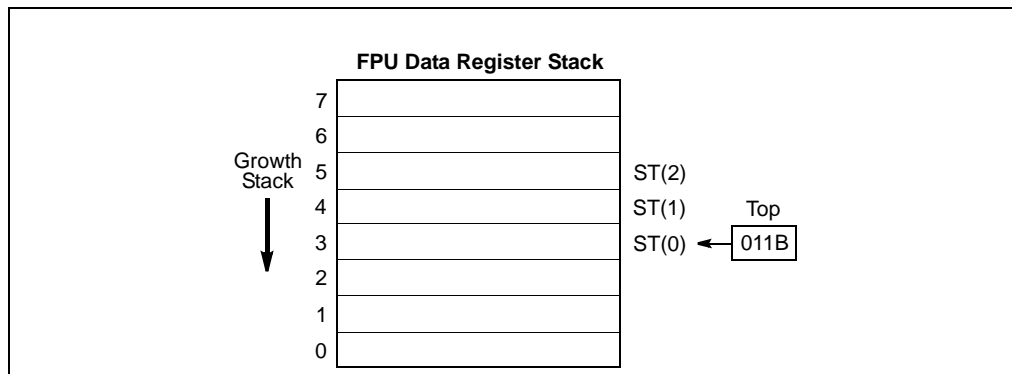 FPU Data Register Stack
7
6
Growth
Stack
5
ST(2)
4
ST(1)
Top
3
ST(0)
011B
2
1
0